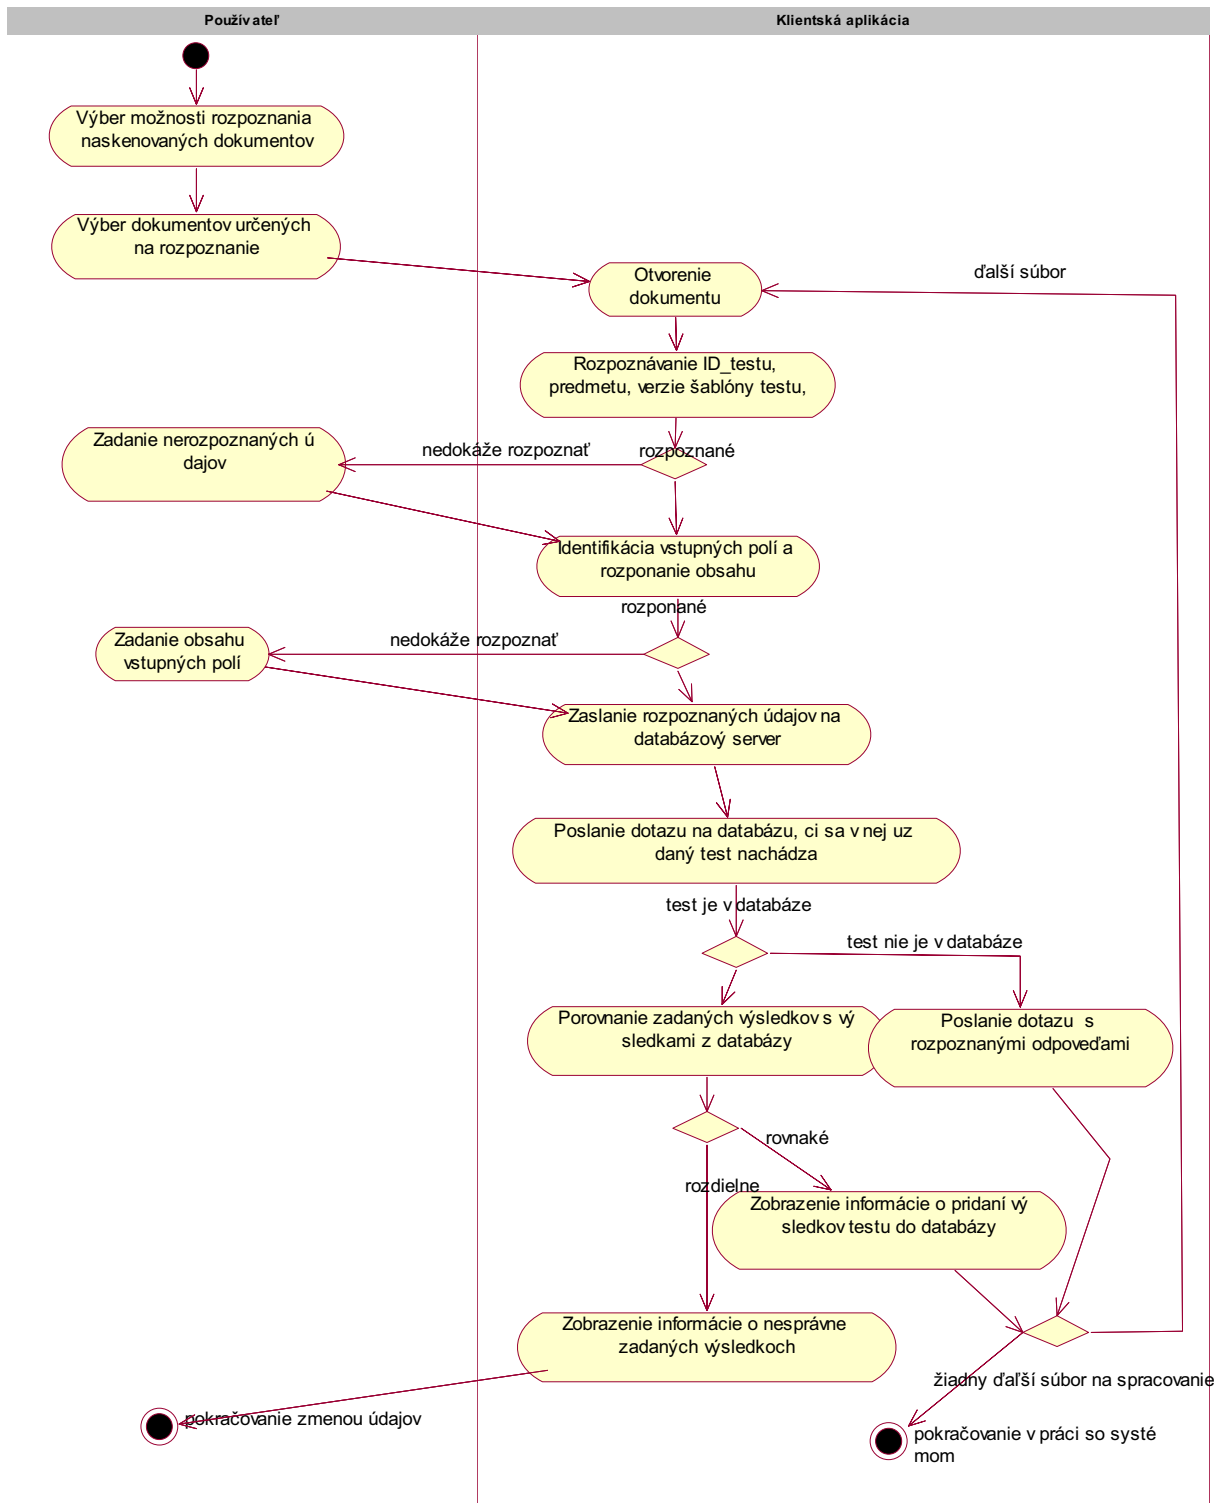 Používateľ
Klientská aplikácia
Výber možnosti rozpoznania
naskenovaných dokumentov
Výber dokumentov určených
na rozpoznanie
Otvorenie
dokumentu
ďalší súbor
Rozpoznávanie ID_testu,
predmetu, verzie šablóny testu,
rozpoznané
nedokáže rozpoznať
Zadanie nerozpoznaných ú
dajov
Identifikácia vstupných polí a
rozponanie obsahu
rozponané
nedokáže rozpoznať
Zadanie obsahu
vstupných polí
Zaslanie rozpoznaných údajov na
databázový server
Poslanie dotazu na databázu, ci sa v nej uz
daný test nachádza
test je v databáze
test nie je v databáze
Porovnanie zadaných výsledkov s vý
sledkami z databázy
Poslanie dotazu  s
rozpoznanými odpoveďami
rovnaké
rozdielne
Zobrazenie informácie o pridaní vý
sledkov testu do databázy
Zobrazenie informácie o nesprávne
zadaných výsledkoch
žiadny ďaľší súbor na spracovanie
pokračovanie zmenou údajov
pokračovanie v práci so systé
mom